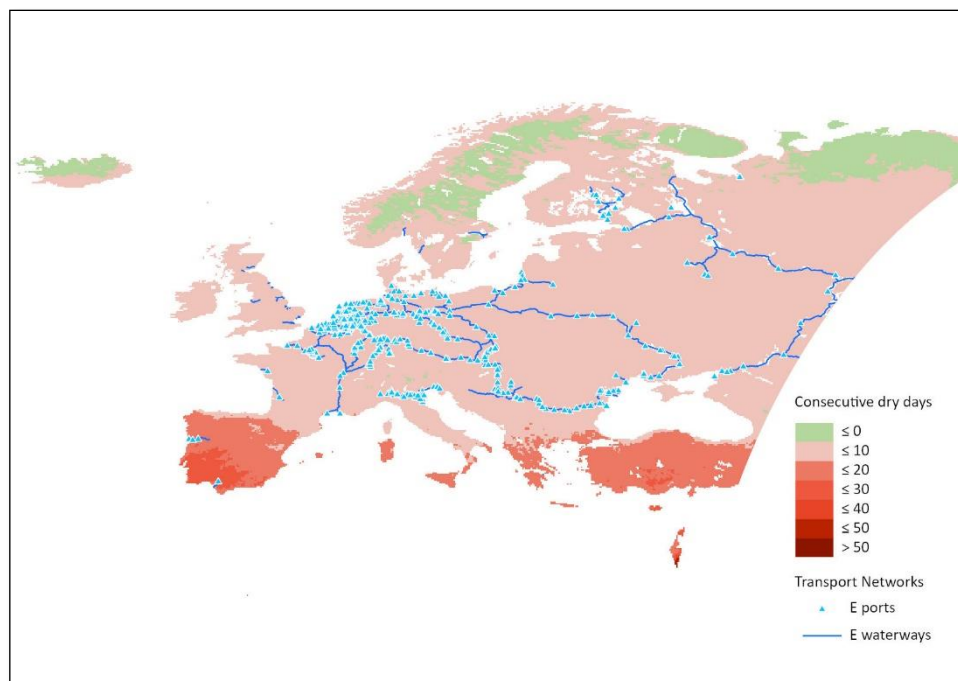 Consecutive dry days
≤ 0
≤ 10
≤ 20
≤ 30
≤ 40
≤ 50
> 50
Transport Networks
E ports
E waterways